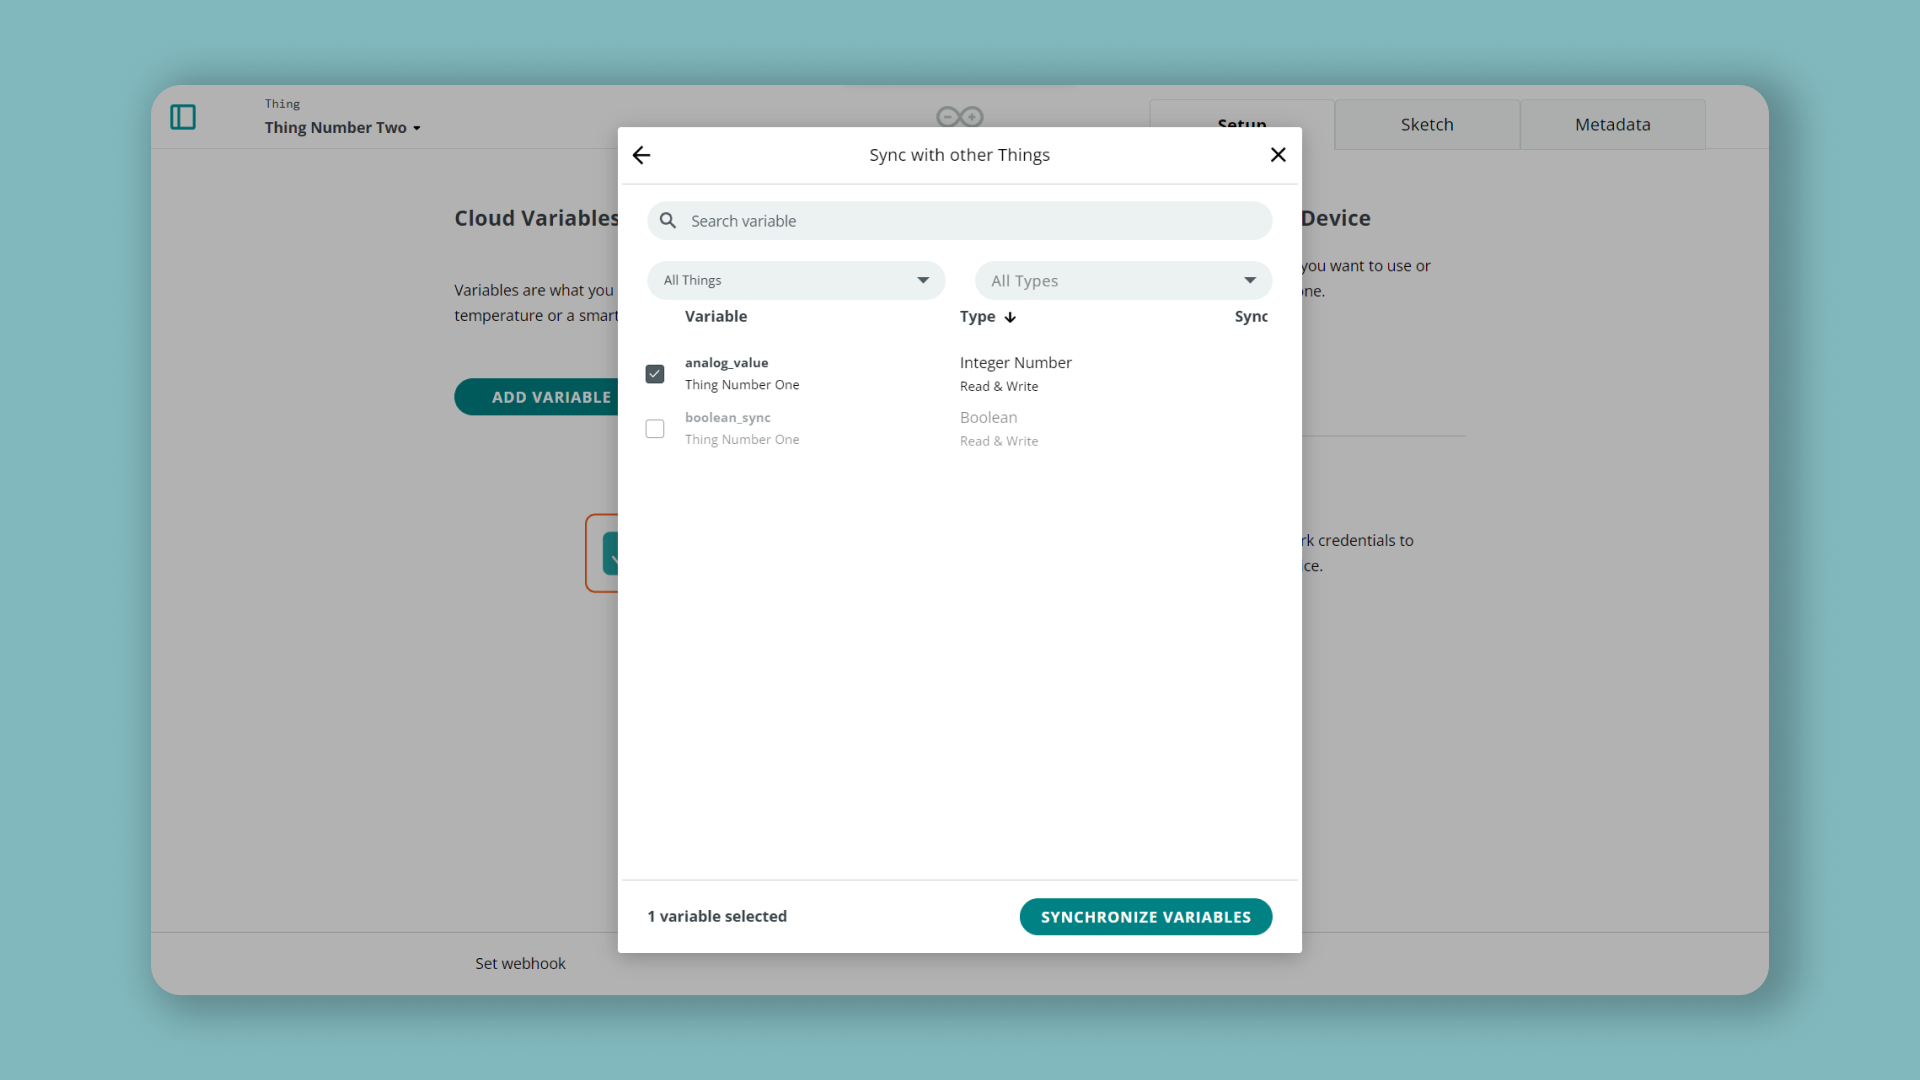 Thing
Thing Number Two
Setup
Sketch
Metadata
Sync with other Things
Cloud Variables
Device
Search variable
Variables are what you
temperature or a smart
you want to use or
ne.
All Things
All Types
Variable
Type
Sync
analog_value
Integer Number
Thing Number One
Read & Write
ADD VARIABLE
boolean_sync
Boolean
Thing Number One
Read & Write
rk credentials to
ice.
1 variable selected
SYNCHRONIZE VARIABLES
Set webhook